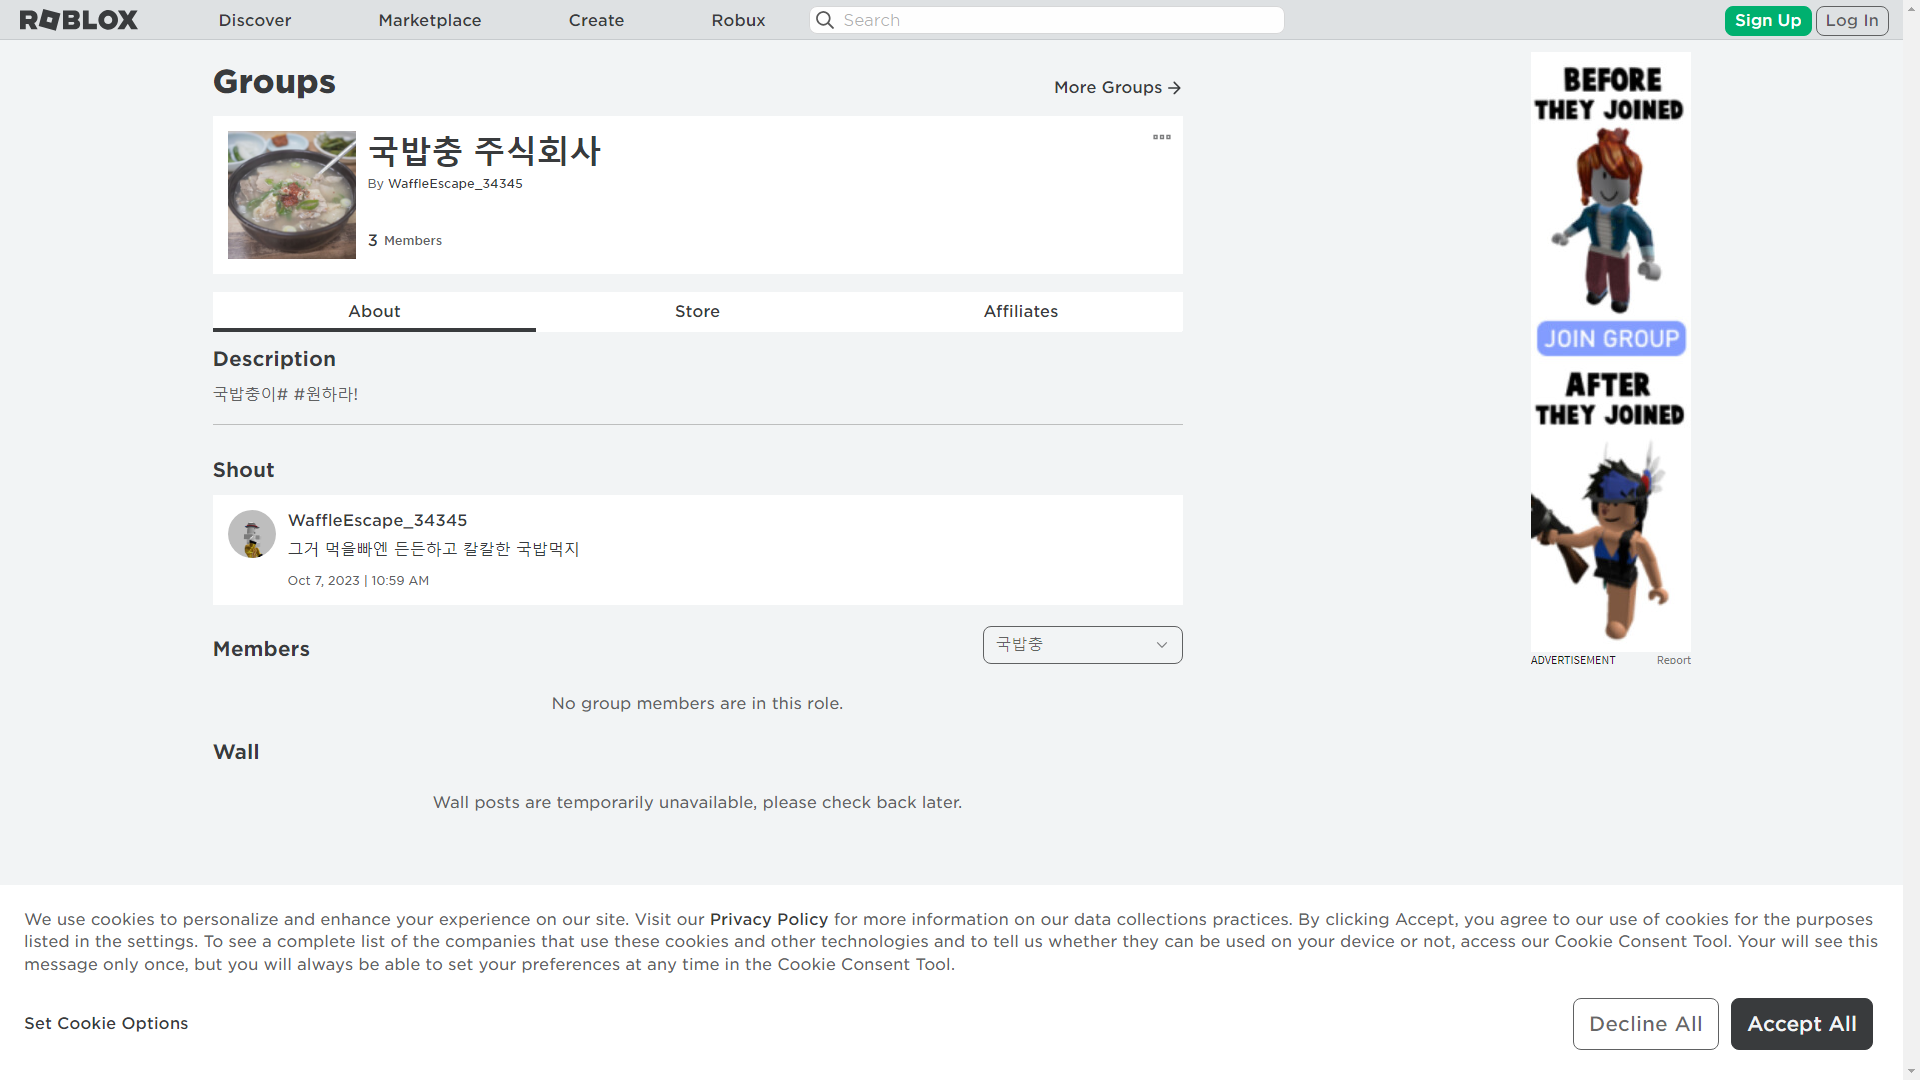 ROBLOX
Discover
Marketplace
Create
Robux
Search
Sign Up
Log In
Groups
More Groups
국밥충 주식회사
By WaffleEscape_34345
3 Members
About
Store
Affiliates
Description
국밥충이# #원하라!
Shout
WaffleEscape_34345
그거 먹을빠엔 든든하고 칼칼한 국밥먹지
Oct 7, 2023 | 10:59 AM
Members
국밥충
No group members are in this role.
Wall
Wall posts are temporarily unavailable, please check back later.
BEFORE
THEY JOINED
JOIN GROUP
AFTER
THEY JOINED
ADVERTISEMENT
Report
We use cookies to personalize and enhance your experience on our site. Visit our Privacy Policy for more information on our data collections practices. By clicking Accept, you agree to our use of cookies for the purposes
listed in the settings. To see a complete list of the companies that use these cookies and other technologies and to tell us whether they can be used on your device or not, access our Cookie Consent Tool. Your will see this
message only once, but you will always be able to set your preferences at any time in the Cookie Consent Tool.
Set Cookie Options
Decline All
Accept All